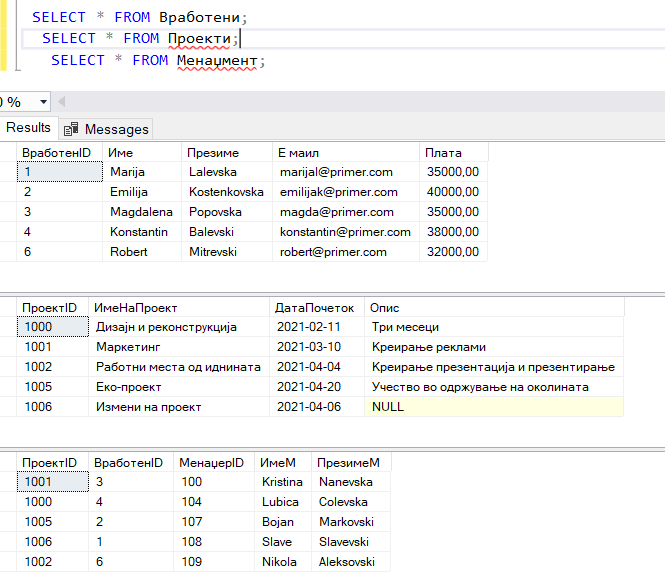 SELECT * FROM Вработени;
SELECT * FROM Проекти;
SELECT * FROM Менаџмент;
0 %
Results Messages
ВработенID Име Презиме Е маил Плата
1 Marija Lalevska marijal@primer.com 35000,00
2 Emilija Kostenkovska emilijak@primer.com 40000,00
3 Magdalena Popovska magda@primer.com 35000,00
4 Konstantin Balevski konstantin@primer.com 38000,00
6 Robert Mitrevski robert@primer.com 32000,00
ПроектID ИмеНаПроект ДатаПочеток Опис
1000 Дизајн и реконструкција 2021-02-11 Три месеци
1001 Маркетинг 2021-03-10 Креирање реклами
1002 Работни места од иднината 2021-04-04 Креирање презентација и презентирање
1005 Еко-проект 2021-04-20 Учество во одржување на околината
1006 Измени на проект 2021-04-06 NULL
ПроектID ВработенID МенаџерID ИмеМ ПрезимеМ
1001 3 100 Kristina Nanevska
1000 4 104 Lubica Colevska
1005 2 107 Bojan Markovski
1006 1 108 Slave Slavevski
1002 6 109 Nikola Aleksovski